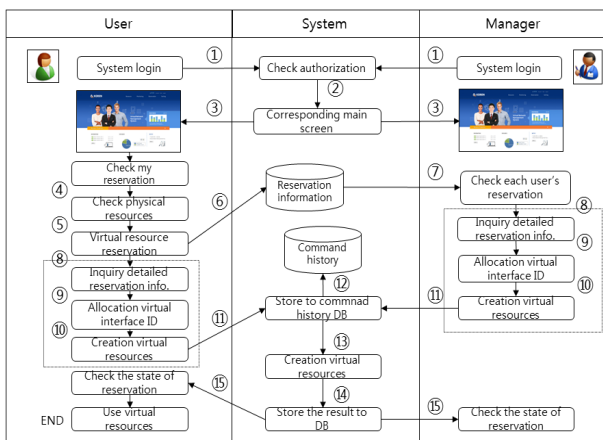 User
System
Manager
System login
①
Check authorization
①
System login
②
③
Corresponding main
screen
③
Check my
reservation
④
Check physical
resources
⑤
Virtual resource
reservation
⑥
Reservation
information
⑦
Check each user's
reservation
⑧
Inquiry detailed
reservation info.
⑨
Allocation virtual
interface ID
⑩
Creation virtual
resources
⑧
Inquiry detailed
reservation info.
⑨
Allocation virtual
interface ID
⑩
Creation virtual
resources
⑪
Command
history
⑫
Store to commnad
history DB
⑪
⑬
Creation virtual
resources
⑭
Store the result to
DB
⑮
Check the state of
reservation
END
Use virtual
resources
⑮
Check the state of
reservation